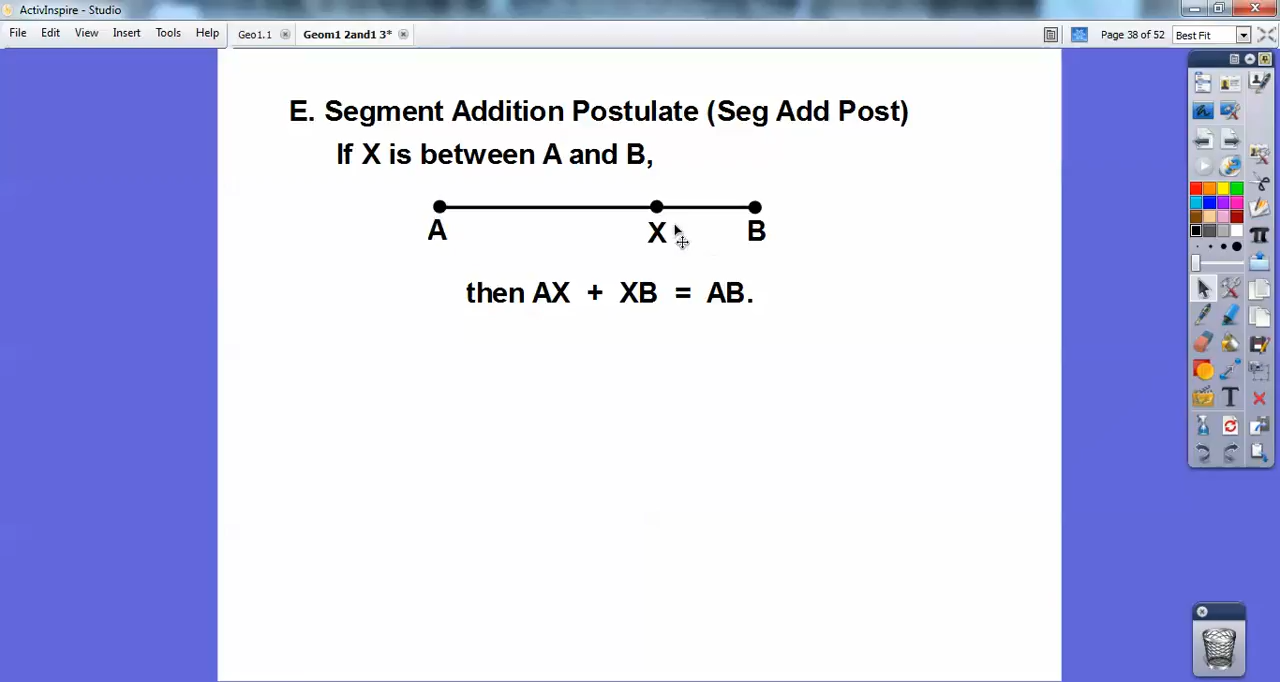 ActivInspire - Studio
File Edit View Insert Tools Help
Geo1.1 Geom1 2and1 3* Page 38 of 52 Best Fit
E. Segment Addition Postulate (Seg Add Post)
If X is between A and B,
A X B
then AX + XB = AB.